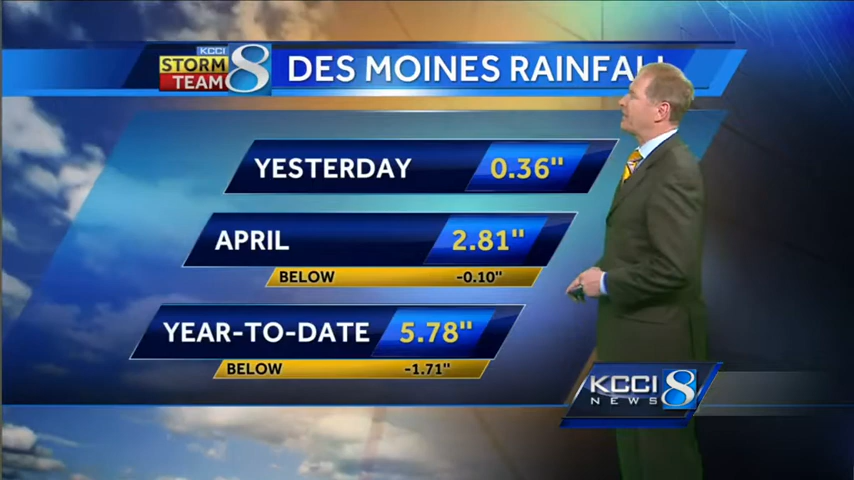 KCCI
STORM
TEAM 8
DES MOINES RAINFALL
YESTERDAY 0.36"
APRIL 2.81"
BELOW -0.10"
YEAR-TO-DATE 5.78"
BELOW -1.71"
KCCI 8
NEWS